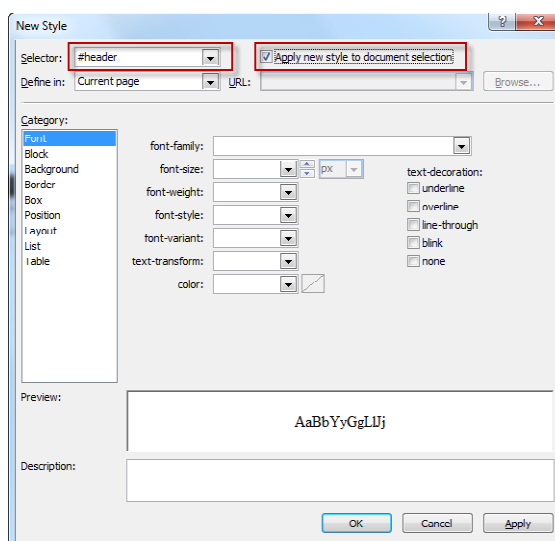 New Style
Selector: #header Apply new style to document selection
Define in: Current page URL: Browse...
Category:
Font
Block
Background
Border
Box
Position
Layout
List
Table
font-family:
font-size: px
font-weight:
font-style:
font-variant:
text-transform:
color:
text-decoration:
underline
overline
line-through
blink
none
Preview:
AaBbYyGgLlJj
Description:
OK Cancel Apply